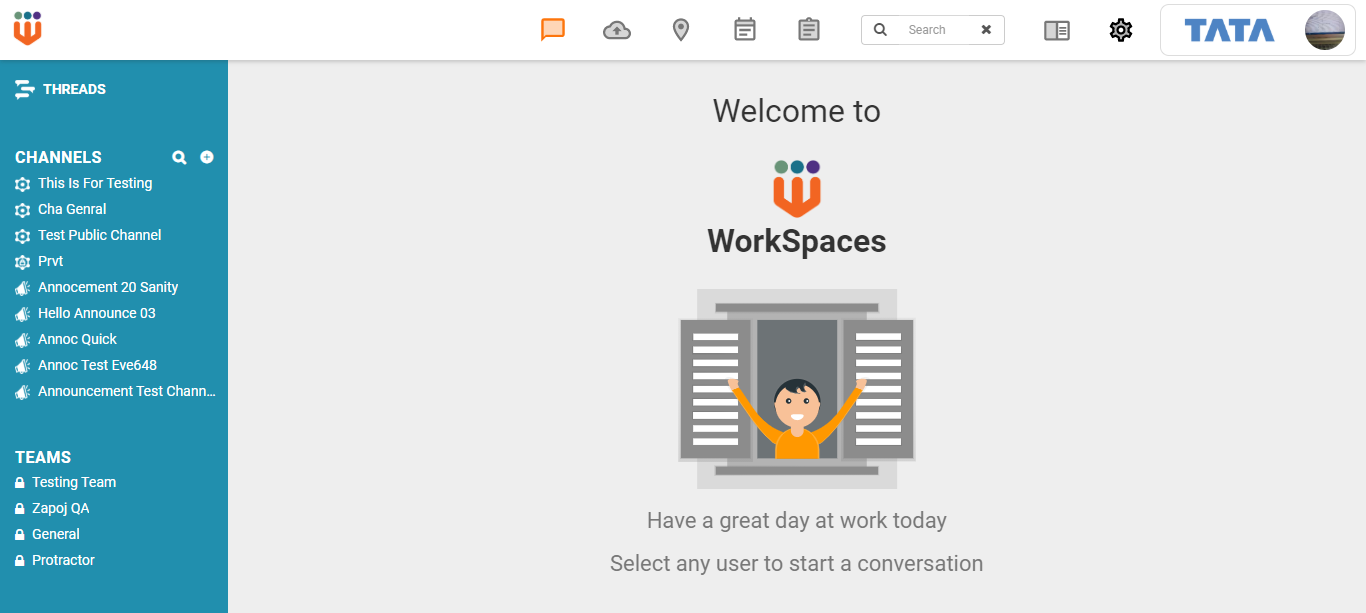 Search
TATA
THREADS
CHANNELS
This Is For Testing
Cha Genral
Test Public Channel
Prvt
Annocement 20 Sanity
Hello Announce 03
Annoc Quick
Annoc Test Eve648
Announcement Test Chann...
TEAMS
Testing Team
Zapoj QA
General
Protractor
Welcome to
WorkSpaces
Have a great day at work today
Select any user to start a conversation